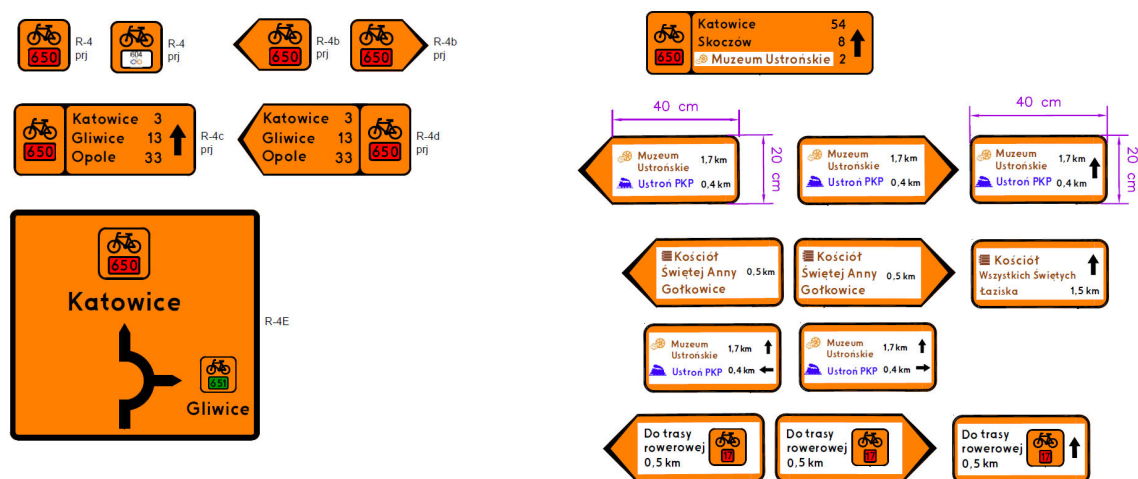 650
R-4
prj
604
R-4
prj
650
R-4b
prj
650
R-4b
prj
650
Katowice 3
Gliwice 13
Opole 33
R-4c
prj
Katowice 3
Gliwice 13
Opole 33
650
R-4d
prj
650
Katowice
651
Gliwice
R-4E
650
Katowice 54
Skoczów 8
Muzeum Ustrońskie 2
40 cm
40 cm
Muzeum
Ustrońskie 1,7 km
Ustroń PKP 0,4 km
20 cm
Muzeum
Ustrońskie 1,7 km
Ustroń PKP 0,4 km
Muzeum
Ustrońskie 1,7 km
Ustroń PKP 0,4 km
20 cm
Kościół
Świętej Anny 0,5 km
Gołkowice
Kościół
Świętej Anny 0,5 km
Gołkowice
Kościół
Wszystkich Świętych
Łaziska 1,5 km
Muzeum
Ustrońskie 1,7 km
Ustroń PKP 0,4 km
Muzeum
Ustrońskie 1,7 km
Ustroń PKP 0,4 km
Do trasy
rowerowej
0,5 km
17
Do trasy
rowerowej
0,5 km
17
Do trasy
rowerowej
0,5 km
17